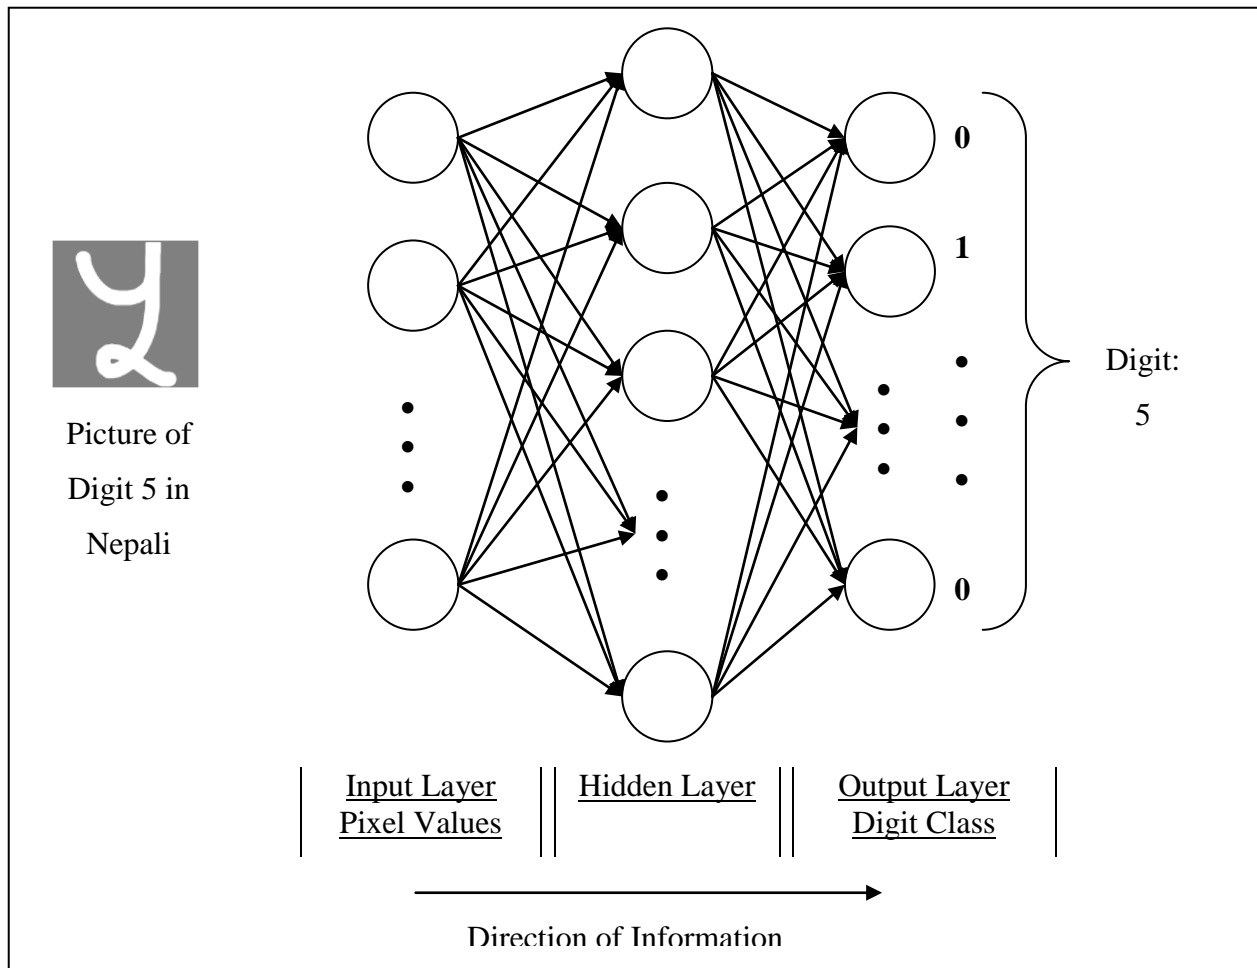 0
1
Digit:
5
Picture of
Digit 5 in
Nepali
५
0
Input Layer
Pixel Values
Hidden Layer
Output Layer
Digit Class
Direction of Information